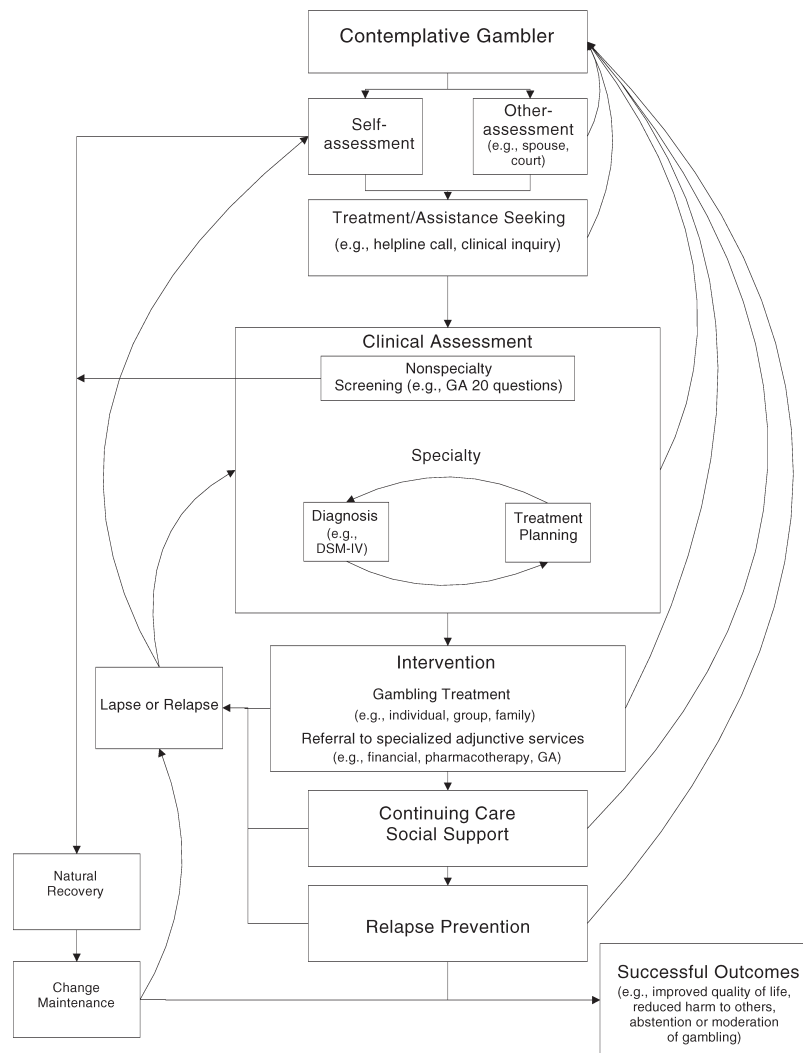 Contemplative Gambler
Self-
assessment
Other-
assessment
(e.g., spouse,
court)
Treatment/Assistance Seeking
(e.g., helpline call, clinical inquiry)
Clinical Assessment
Nonspecialty
Screening (e.g., GA 20 questions)
Specialty
Diagnosis
(e.g.,
DSM-IV)
Treatment
Planning
Intervention
Gambling Treatment
(e.g., individual, group, family)
Referral to specialized adjunctive services
(e.g., financial, pharmacotherapy, GA)
Lapse or Relapse
Continuing Care
Social Support
Natural
Recovery
Relapse Prevention
Change
Maintenance
Successful Outcomes
(e.g., improved quality of life,
reduced harm to others,
abstention or moderation
of gambling)